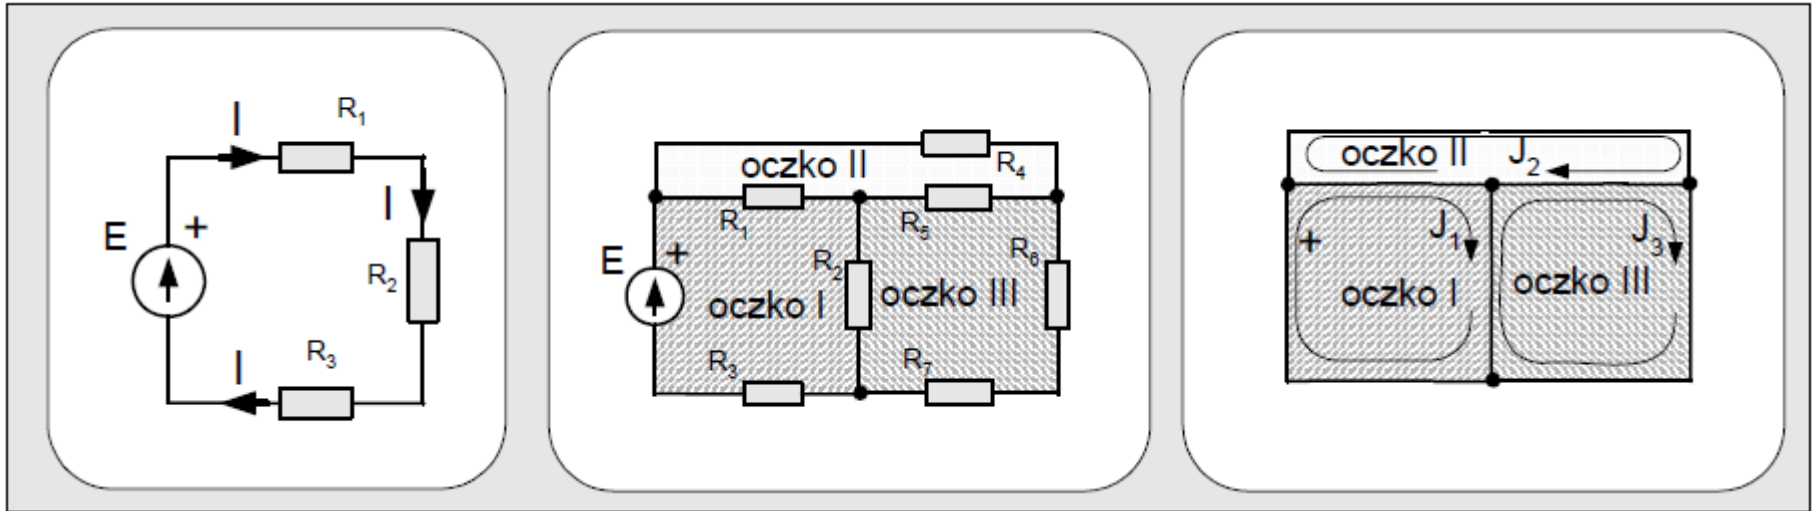 I
R1
I
E
+
R2
I
R3
oczko II
R4
R1
R5
E
+
R2
R6
oczko I
oczko III
R3
R7
oczko II
J2
+
J1
J3
oczko I
oczko III